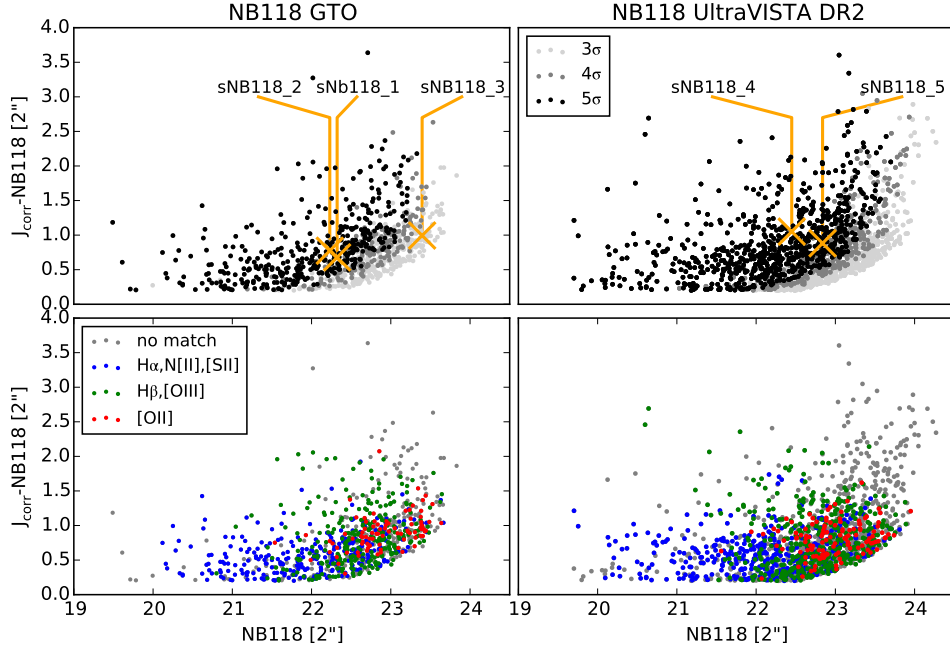 NB118 GTO
NB118 UltraVISTA DR2
4.0
3.5
3.0
2.5
2.0
1.5
1.0
0.5
0.0
J_corr-NB118 [2"]
sNB118_2
sNb118_1
sNB118_3
3σ
4σ
5σ
sNB118_4
sNB118_5
4.0
3.5
3.0
2.5
2.0
1.5
1.0
0.5
0.0
J_corr-NB118 [2"]
no match
Hα,N[II],[SII]
Hβ,[OIII]
[OII]
19 20 21 22 23 24
19 20 21 22 23 24
NB118 [2"]
NB118 [2"]